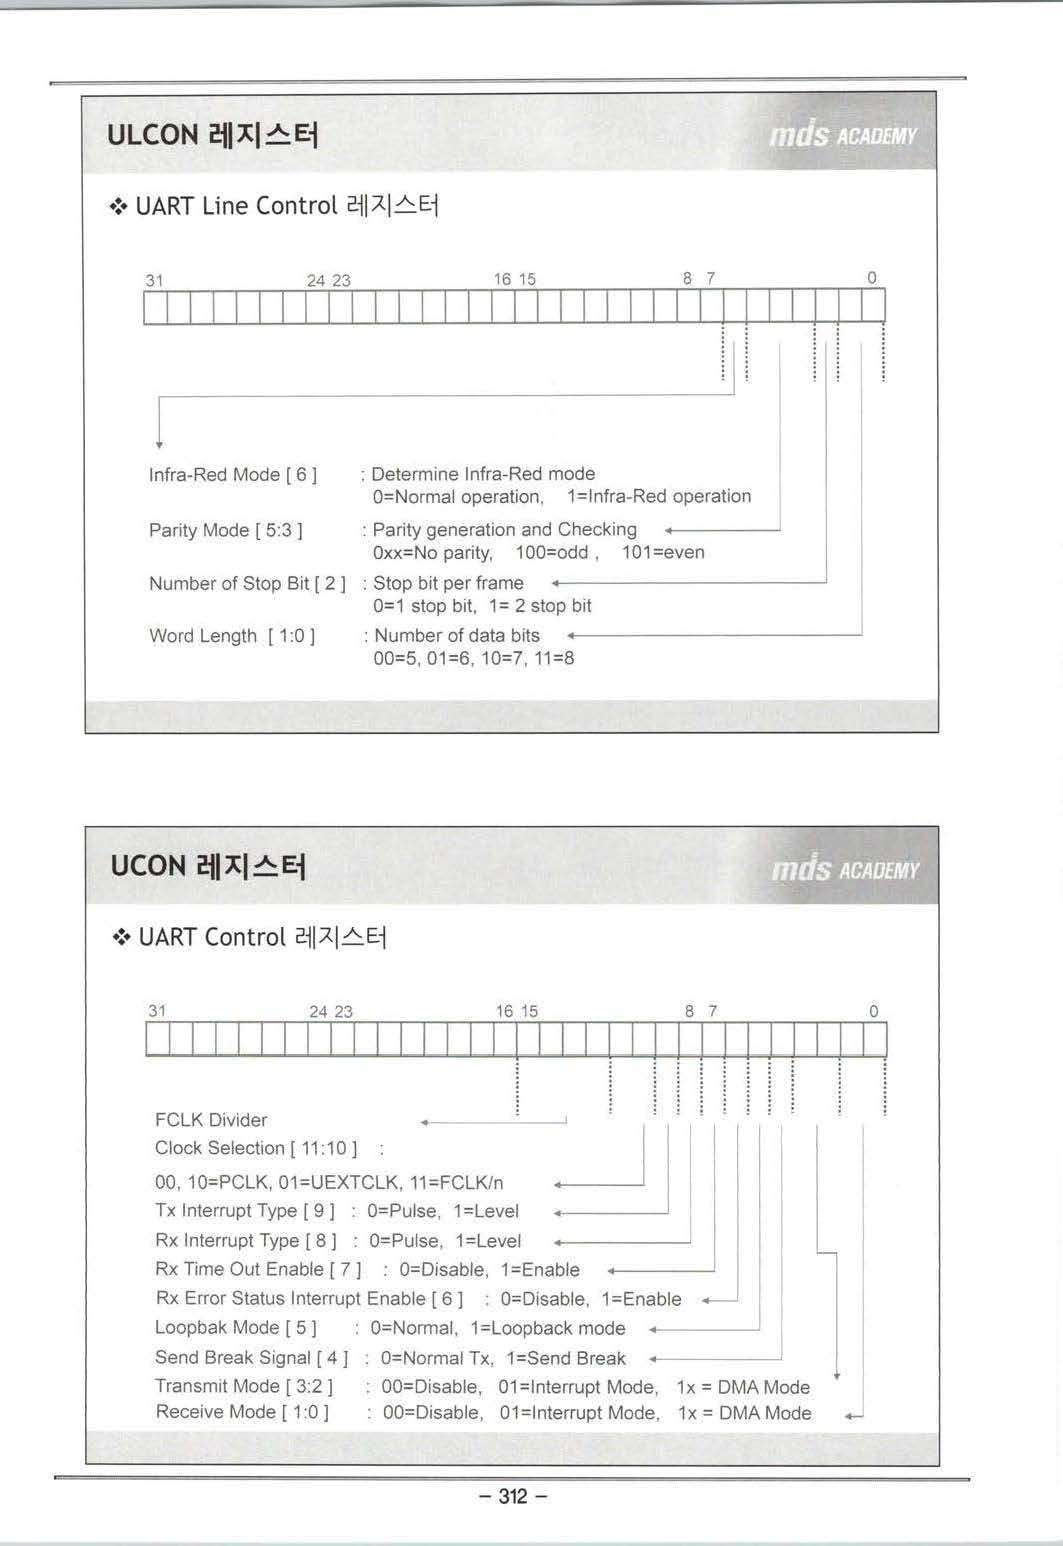 ULCON 레지스터
mds ACADEMY
❖ UART Line Control 레지스터
31 24 23 16 15 8 7 0
Infra-Red Mode [ 6 ] : Determine Infra-Red mode
0=Normal operation, 1=Infra-Red operation
Parity Mode [ 5:3 ] : Parity generation and Checking
0xx=No parity, 100=odd , 101=even
Number of Stop Bit [ 2 ] : Stop bit per frame
0=1 stop bit, 1= 2 stop bit
Word Length [ 1:0 ] : Number of data bits
00=5, 01=6, 10=7, 11=8
UCON 레지스터
mds ACADEMY
❖ UART Control 레지스터
31 24 23 16 15 8 7 0
FCLK Divider
Clock Selection [ 11:10 ] :
00, 10=PCLK, 01=UEXTCLK, 11=FCLK/n
Tx Interrupt Type [ 9 ] : 0=Pulse, 1=Level
Rx Interrupt Type [ 8 ] : 0=Pulse, 1=Level
Rx Time Out Enable [ 7 ] : 0=Disable, 1=Enable
Rx Error Status Interrupt Enable [ 6 ] : 0=Disable, 1=Enable
Loopbak Mode [ 5 ] : 0=Normal, 1=Loopback mode
Send Break Signal [ 4 ] : 0=Normal Tx, 1=Send Break
Transmit Mode [ 3:2 ] : 00=Disable, 01=Interrupt Mode, 1x = DMA Mode
Receive Mode [ 1:0 ] : 00=Disable, 01=Interrupt Mode, 1x = DMA Mode
- 312 -